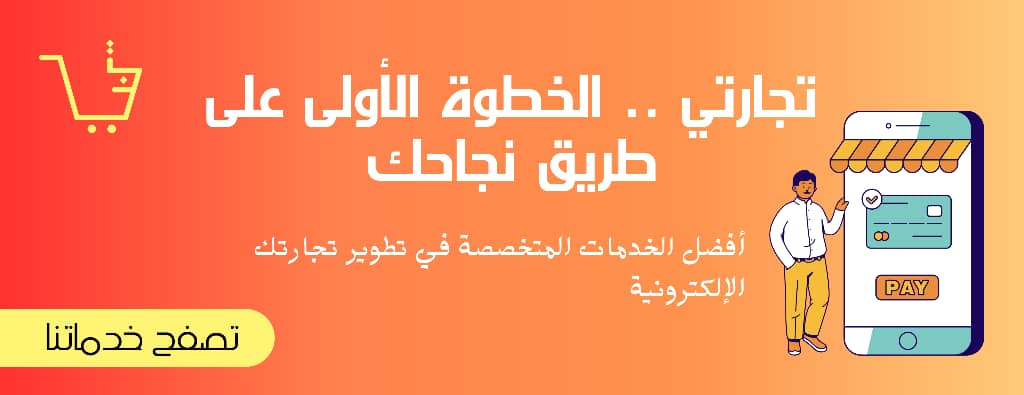 تجارتي .. الخطوة الأولى على
طريق نجاحك
أفضل الخدمات المتخصصة في تطوير تجارتك
الإلكترونية
PAY
تصفح خدماتنا